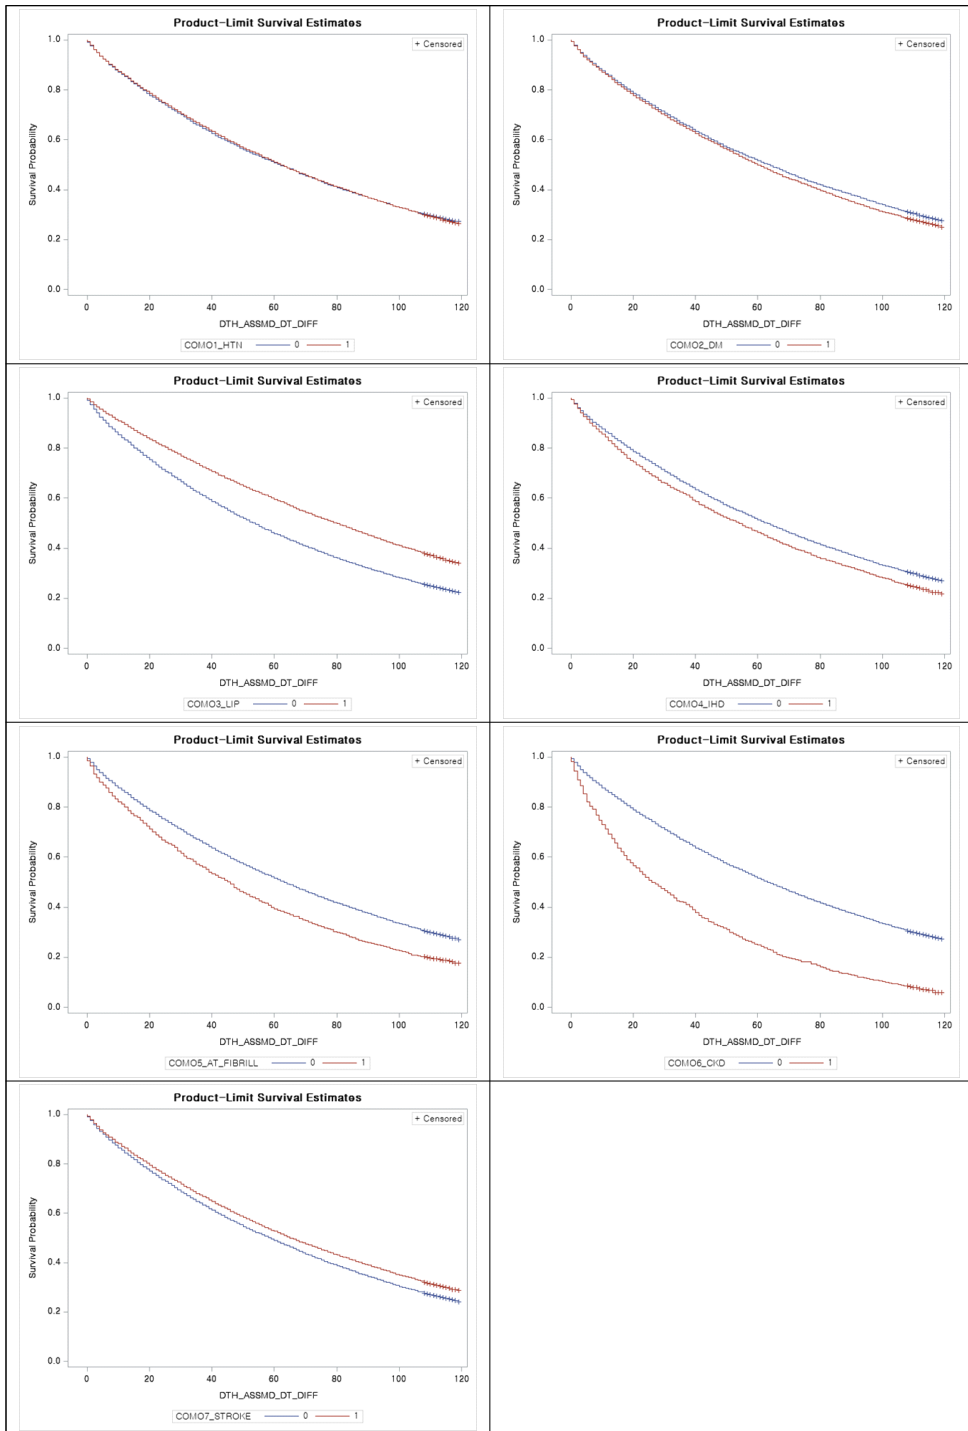 Product-Limit Survival Estimates
+ Censored
1.0
0.8
0.6
0.4
0.2
0.0
Survival Probability
0 20 40 60 80 100 120
DTH_ASSMD_DT_DIFF
COMO1_HTN 0 1
Product-Limit Survival Estimates
+ Censored
1.0
0.8
0.6
0.4
0.2
0.0
Survival Probability
0 20 40 60 80 100 120
DTH_ASSMD_DT_DIFF
COMO2_DM 0 1
Product-Limit Survival Estimates
+ Censored
1.0
0.8
0.6
0.4
0.2
0.0
Survival Probability
0 20 40 60 80 100 120
DTH_ASSMD_DT_DIFF
COMO3_LIP 0 1
Product-Limit Survival Estimates
+ Censored
1.0
0.8
0.6
0.4
0.2
0.0
Survival Probability
0 20 40 60 80 100 120
DTH_ASSMD_DT_DIFF
COMO4_IHD 0 1
Product-Limit Survival Estimates
+ Censored
1.0
0.8
0.6
0.4
0.2
0.0
Survival Probability
0 20 40 60 80 100 120
DTH_ASSMD_DT_DIFF
COMO5_AT_FIBRILL 0 1
Product-Limit Survival Estimates
+ Censored
1.0
0.8
0.6
0.4
0.2
0.0
Survival Probability
0 20 40 60 80 100 120
DTH_ASSMD_DT_DIFF
COMO6_CKD 0 1
Product-Limit Survival Estimates
+ Censored
1.0
0.8
0.6
0.4
0.2
0.0
Survival Probability
0 20 40 60 80 100 120
DTH_ASSMD_DT_DIFF
COMO7_STROKE 0 1